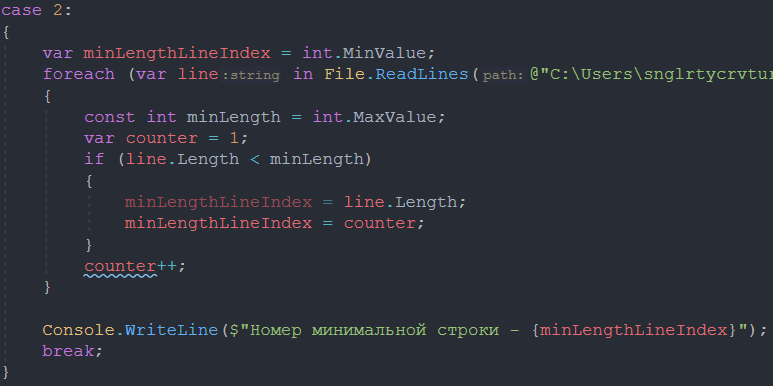 case 2:
{
var minLengthLineIndex = int.MinValue;
foreach (var line :string in File.ReadLines( path: @"C:\Users\snglrtycrvtur
{
const int minLength = int.MaxValue;
var counter = 1;
if (line.Length < minLength)
{
minLengthLineIndex = line.Length;
minLengthLineIndex = counter;
}
counter++;
}
Console.WriteLine($"Номер минимальной строки - {minLengthLineIndex}");
break;
}